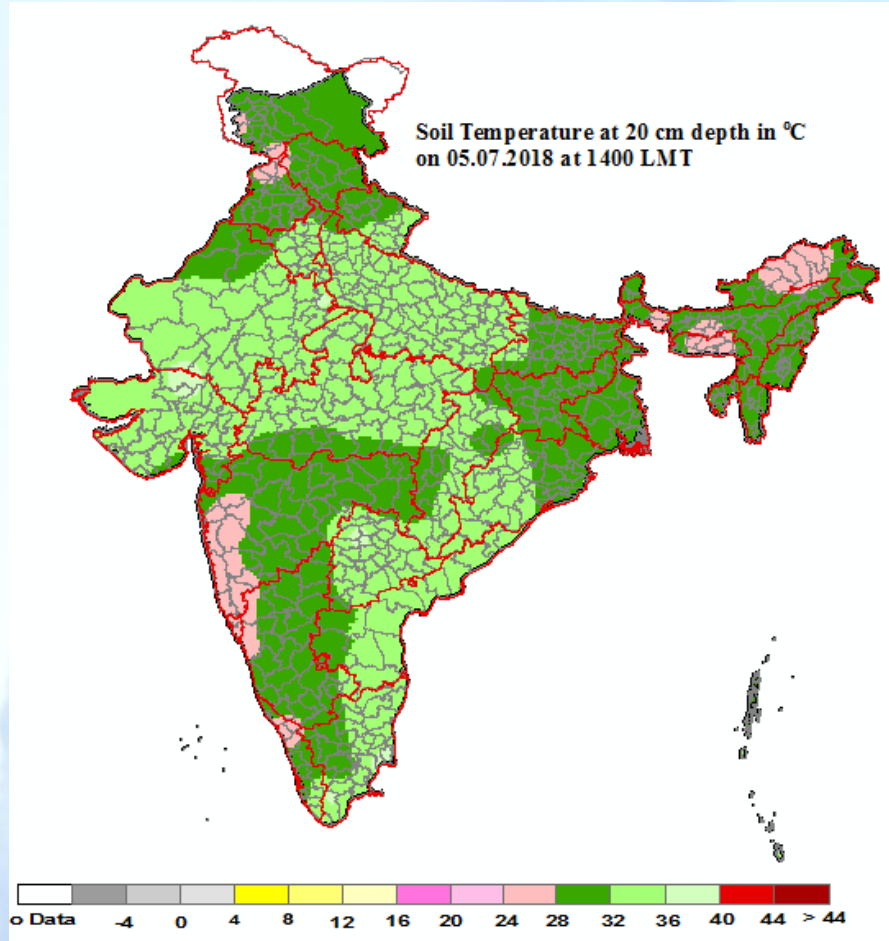 Soil Temperature at 20 cm depth in °C
on 05.07.2018 at 1400 LMT
o Data -4 0 4 8 12 16 20 24 28 32 36 40 44 > 44